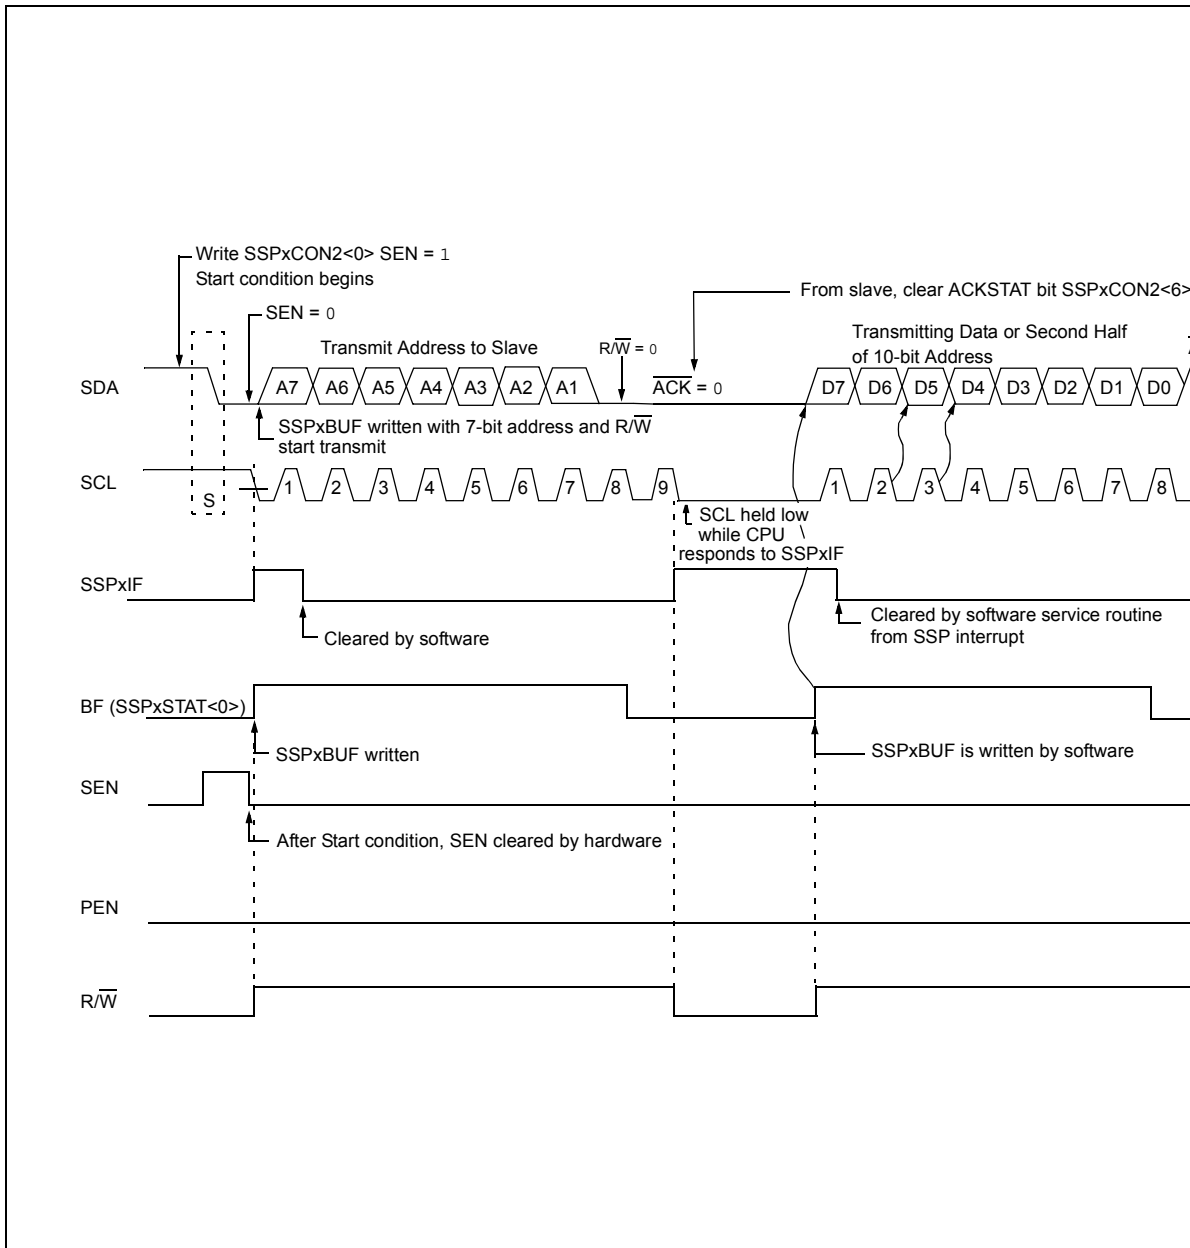 Write SSPxCON2<0> SEN = 1
Start condition begins
From slave, clear ACKSTAT bit SSPxCON2<6>
SEN = 0
Transmit Address to Slave
R/W̅ = 0
Transmitting Data or Second Half
of 10-bit Address
SDA
A7 A6 A5 A4 A3 A2 A1
A̅C̅K̅ = 0
D7 D6 D5 D4 D3 D2 D1 D0
SSPxBUF written with 7-bit address and R/W̅
start transmit
SCL
S
1 2 3 4 5 6 7 8 9
1 2 3 4 5 6 7 8
SCL held low
while CPU
responds to SSPxIF
SSPxIF
Cleared by software
Cleared by software service routine
from SSP interrupt
BF (SSPxSTAT<0>)
SSPxBUF written
SSPxBUF is written by software
SEN
After Start condition, SEN cleared by hardware
PEN
R/W̅